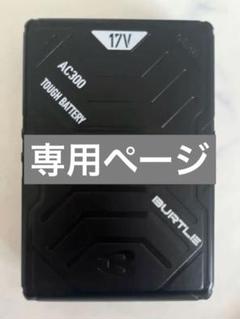 17V
AC300
TOUGH BATTERY
専用ページ
BURTLE